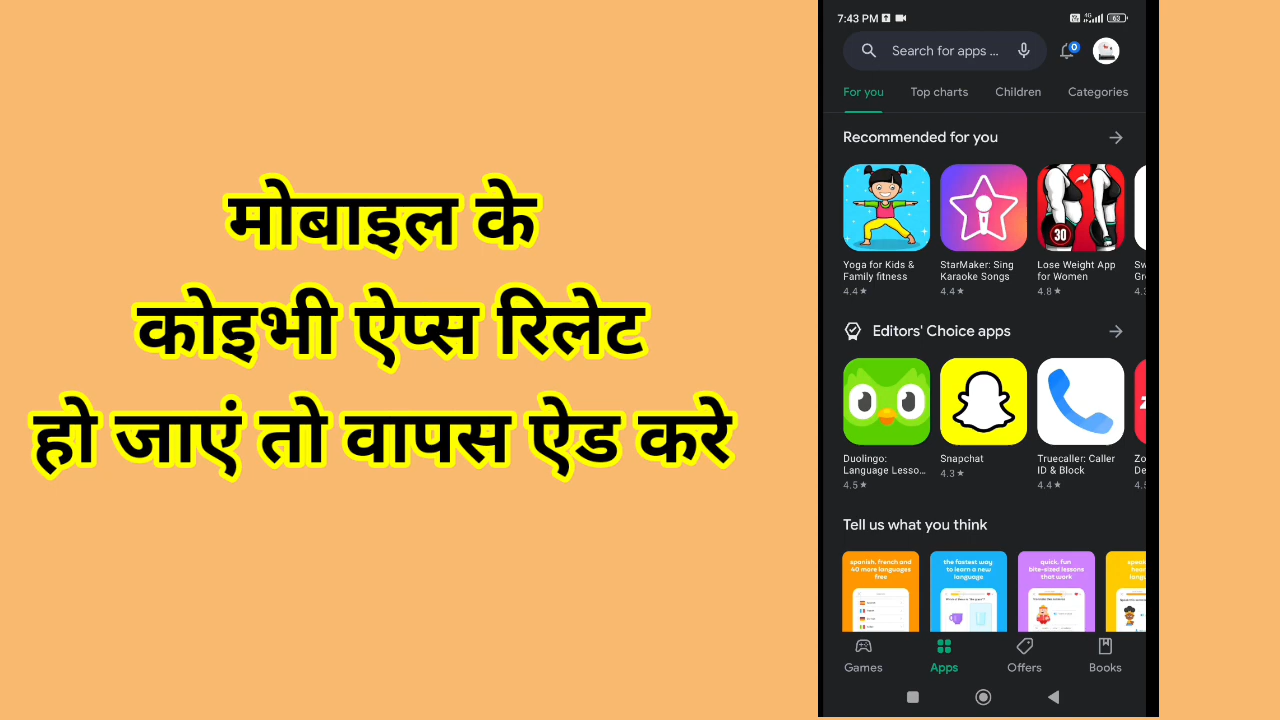 मोबाइल के
कोइभी ऐप्स रिलेट
हो जाएं तो वापस ऐड करे
7:43 PM
4G
63
Search for apps ...
0
For you
Top charts
Children
Categories
Recommended for you
30
Yoga for Kids &
Family fitness
4.4★
StarMaker: Sing
Karaoke Songs
4.4★
Lose Weight App
for Women
4.8★
Editors' Choice apps
Duolingo:
Language Lesso...
4.5★
Snapchat
4.3★
Truecaller: Caller
ID & Block
4.4★
Tell us what you think
spanish, french and
40 more languages
free
the fastest way
to learn a new
language
quick, fun
bite-sized lessons
that work
Games
Apps
Offers
Books